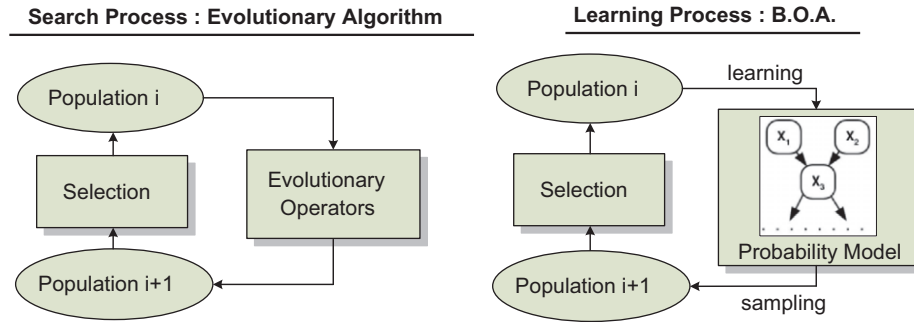 Search Process : Evolutionary Algorithm
Population i
Selection
Evolutionary
Operators
Population i+1
Learning Process : B.O.A.
Population i
learning
X1
X2
X3
Selection
Probability Model
Population i+1
sampling